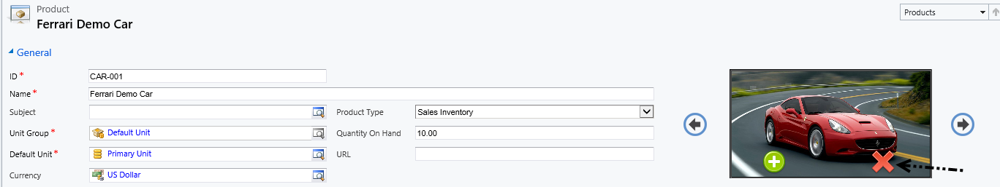 Product
Ferrari Demo Car
Products
General
ID *
CAR-001
Name *
Ferrari Demo Car
Subject
Product Type
Sales Inventory
Unit Group *
Default Unit
Quantity On Hand
10.00
Default Unit *
Primary Unit
URL
Currency
US Dollar